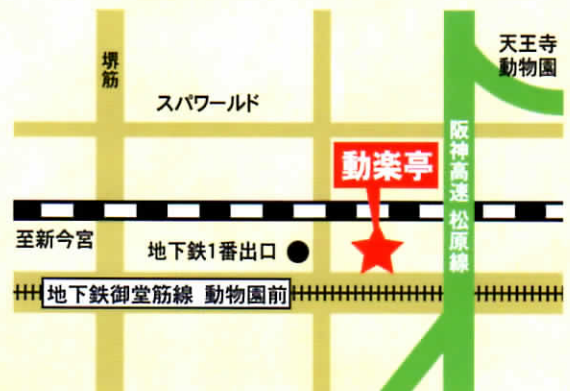 天王寺
動物園
堺筋
スパワールド
阪神高速 松原線
動楽亭
至新今宮
地下鉄1番出口
地下鉄御堂筋線 動物園前